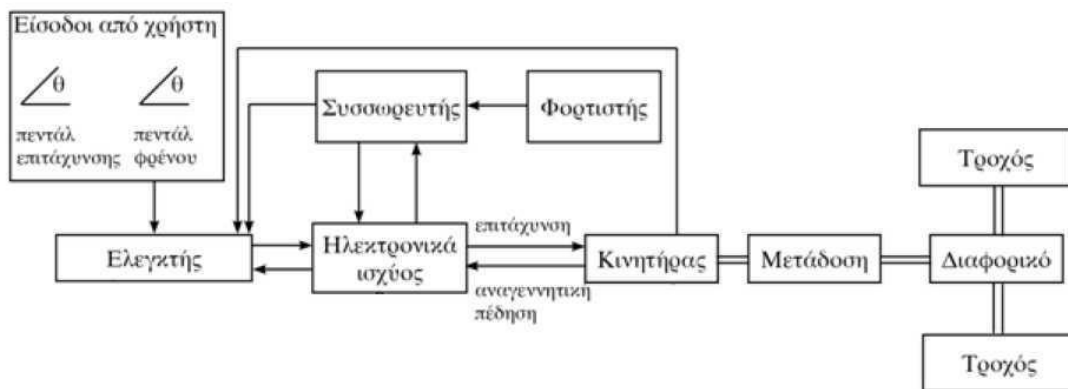 Είσοδοι από χρήστη
θ θ
πεντάλ
επιτάχυνσης
πεντάλ
φρένου
Συσσωρευτής
Φορτιστής
Τροχός
Ελεγκτής
Ηλεκτρονικά
ισχύος
επιτάχυνση
αναγεννητικη
πέδηση
Κινητήρας
Μετάδοση
Διαφορικό
Τροχός